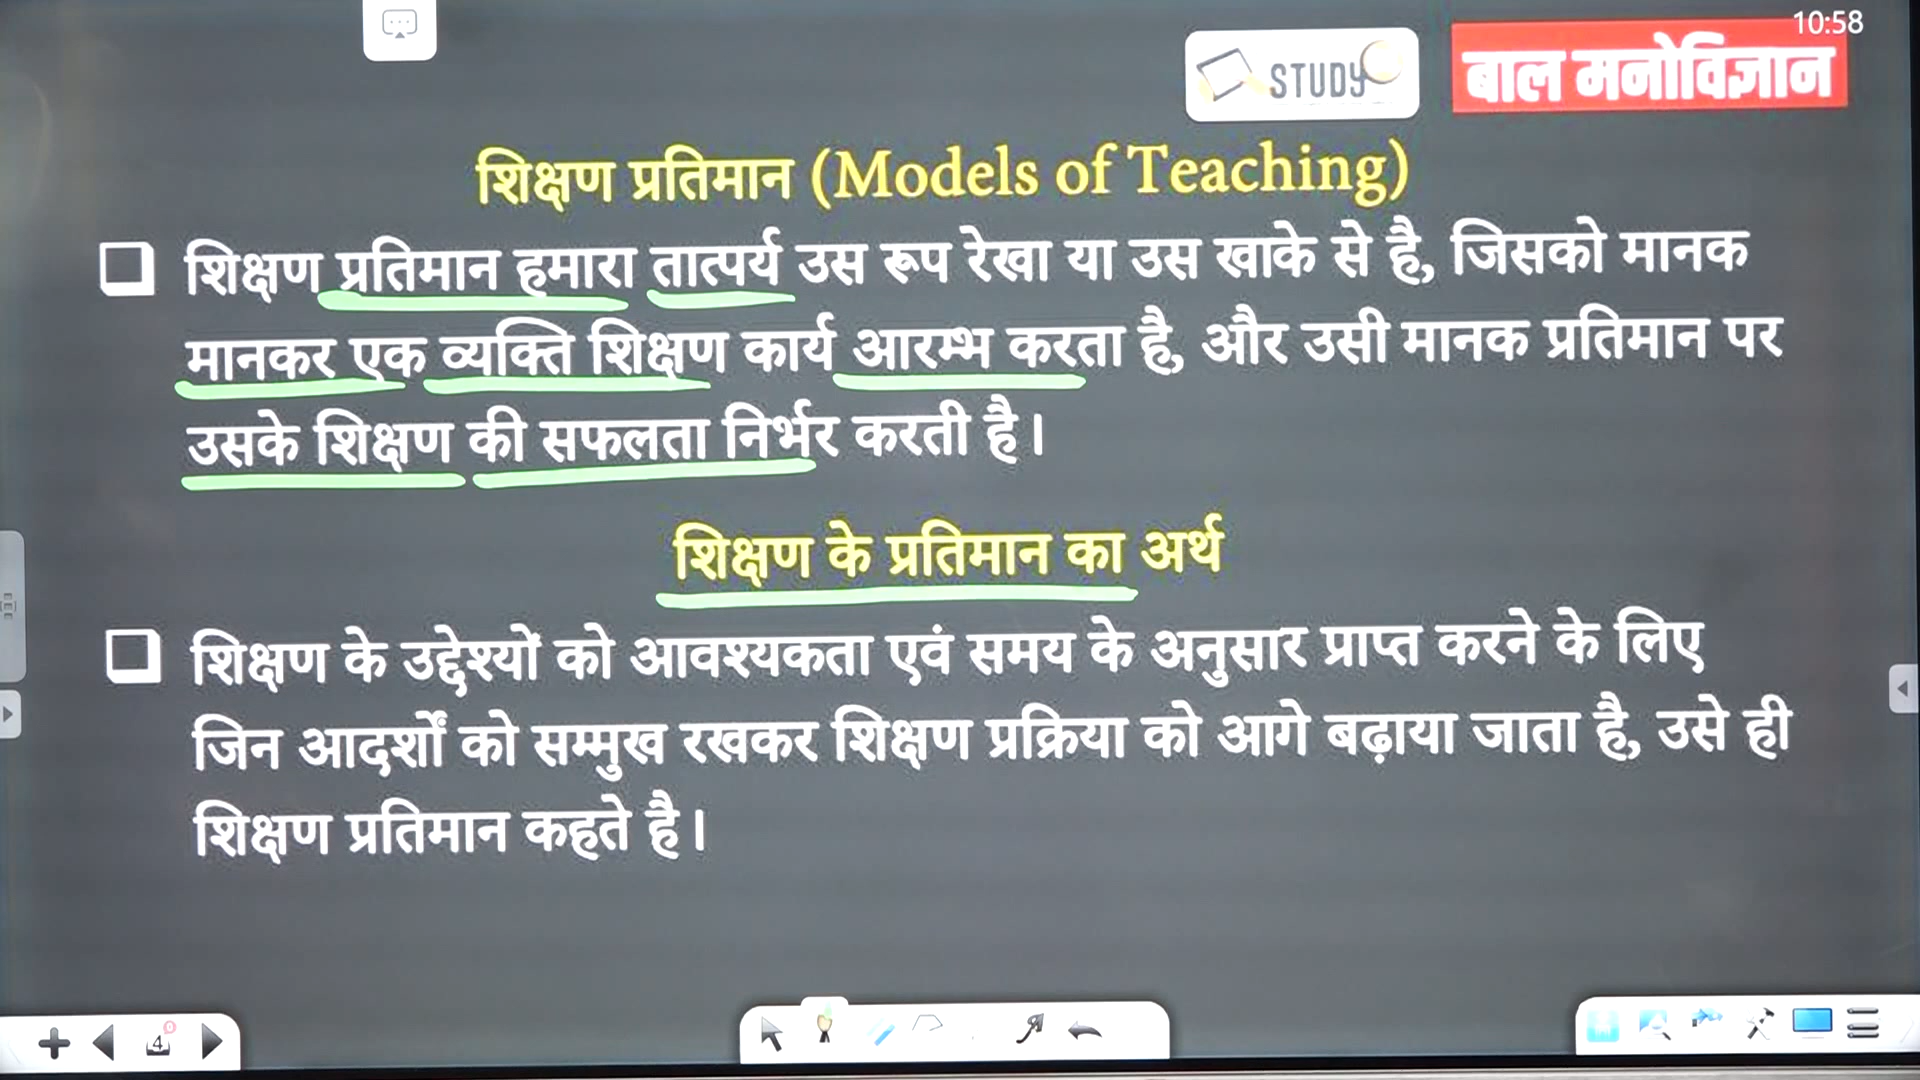 10:58
STUDY
बाल मनोविज्ञान
शिक्षण प्रतिमान (Models of Teaching)
शिक्षण प्रतिमान हमारा तात्पर्य उस रूप रेखा या उस खाके से है, जिसको मानक
मानकर एक व्यक्ति शिक्षण कार्य आरम्भ करता है, और उसी मानक प्रतिमान पर
उसके शिक्षण की सफलता निर्भर करती है।
शिक्षण के प्रतिमान का अर्थ
शिक्षण के उद्देश्यों को आवश्यकता एवं समय के अनुसार प्राप्त करने के लिए
जिन आदर्शों को सम्मुख रखकर शिक्षण प्रक्रिया को आगे बढ़ाया जाता है, उसे ही
शिक्षण प्रतिमान कहते है।
4